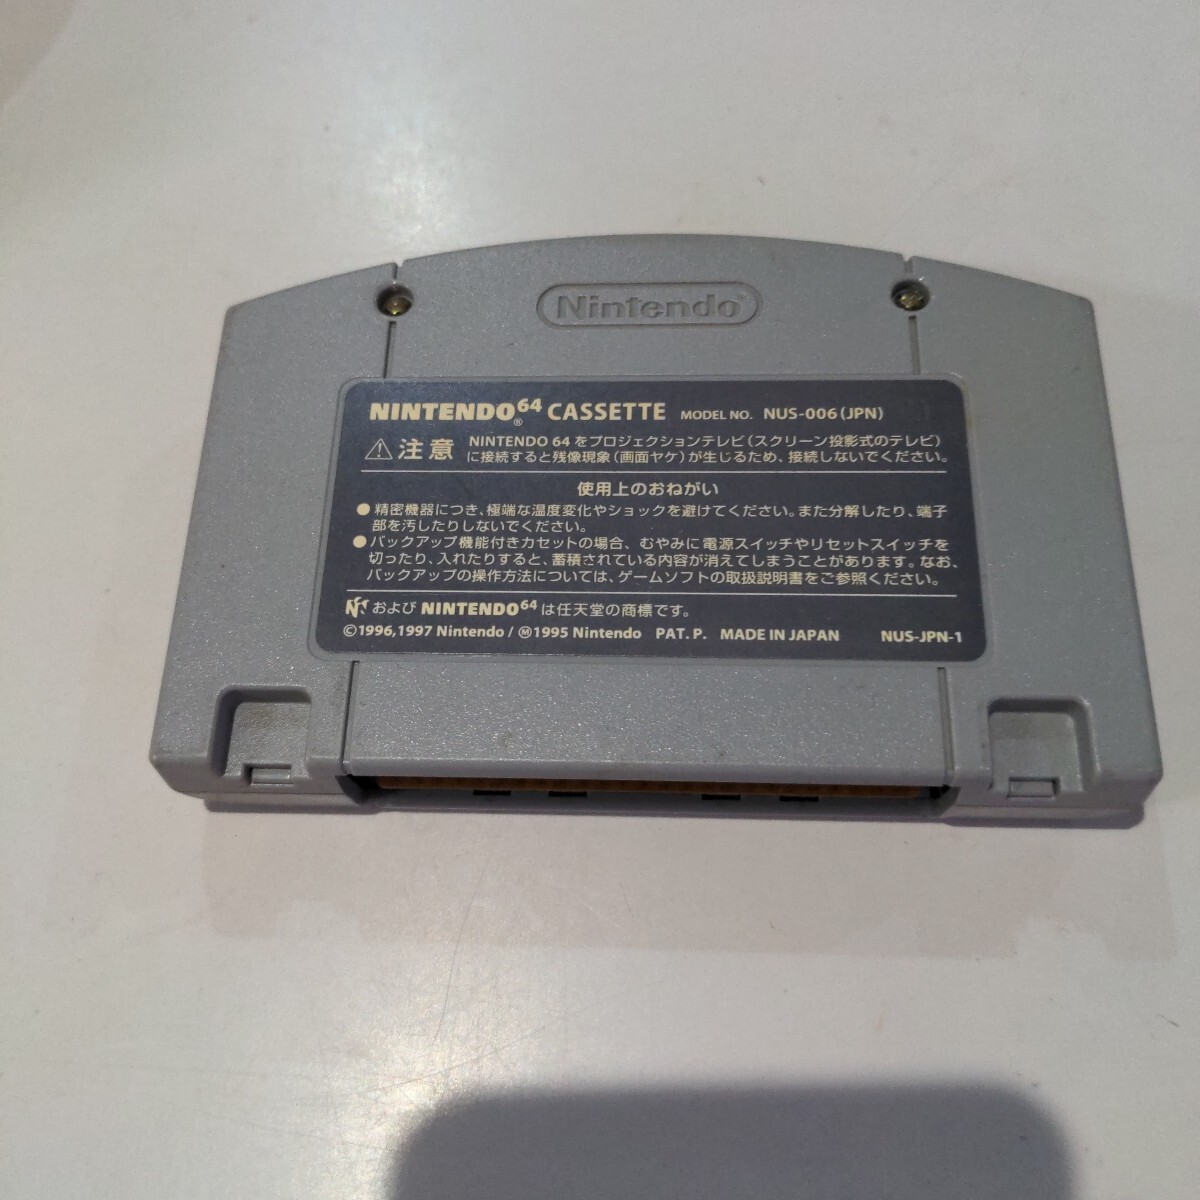 Nintendo®
NINTENDO64® CASSETTE MODEL NO. NUS-006(JPN)
⚠注意 NINTENDO 64をプロジェクションテレビ(スクリーン投影式のテレビ)
に接続すると残像現象(画面ヤケ)が生じるため、接続しないでください。
使用上のおねがい
●精密機器につき、極端な温度変化やショックを避けてください。また分解したり、端子
部を汚したりしないでください。
●バックアップ機能付きカセットの場合、むやみに電源スイッチやリセットスイッチを
切ったり、入れたりすると、蓄積されている内容が消えてしまうことがあります。なお、
バックアップの操作方法については、ゲームソフトの取扱説明書をご参照ください。
および NINTENDO64 は任天堂の商標です。
©1996,1997 Nintendo/Ⓜ1995 Nintendo PAT. P. MADE IN JAPAN NUS-JPN-1